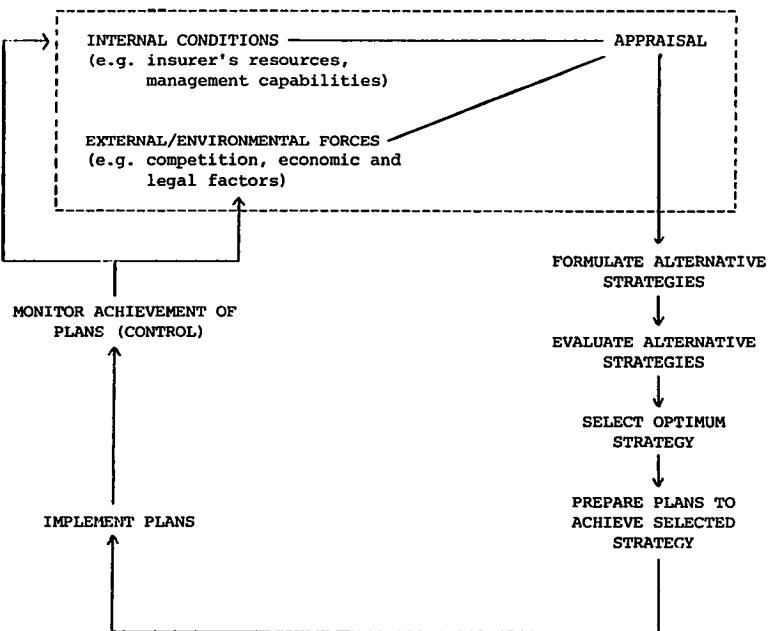 INTERNAL CONDITIONS
(e.g. insurer's resources,
management capabilities)
APPRAISAL
EXTERNAL/ENVIRONMENTAL FORCES
(e.g. competition, economic and
legal factors)
FORMULATE ALTERNATIVE
STRATEGIES
EVALUATE ALTERNATIVE
STRATEGIES
SELECT OPTIMUM
STRATEGY
PREPARE PLANS TO
ACHIEVE SELECTED
STRATEGY
IMPLEMENT PLANS
MONITOR ACHIEVEMENT OF
PLANS (CONTROL)